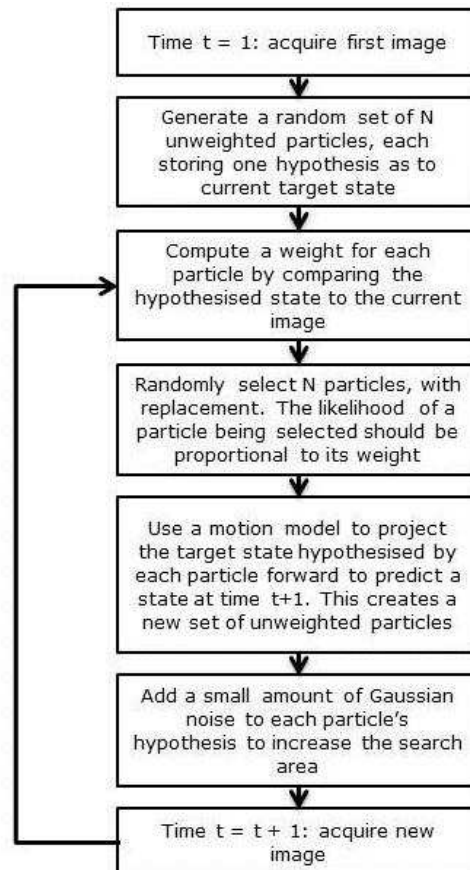 Time t = 1: acquire first image
Generate a random set of N
unweighted particles, each
storing one hypothesis as to
current target state
Compute a weight for each
particle by comparing the
hypothesised state to the current
image
Randomly select N particles, with
replacement. The likelihood of a
particle being selected should be
proportional to its weight
Use a motion model to project
the target state hypothesised by
each particle forward to predict a
state at time t+1. This creates a
new set of unweighted particles
Add a small amount of Gaussian
noise to each particle's
hypothesis to increase the search
area
Time t = t + 1: acquire new
image